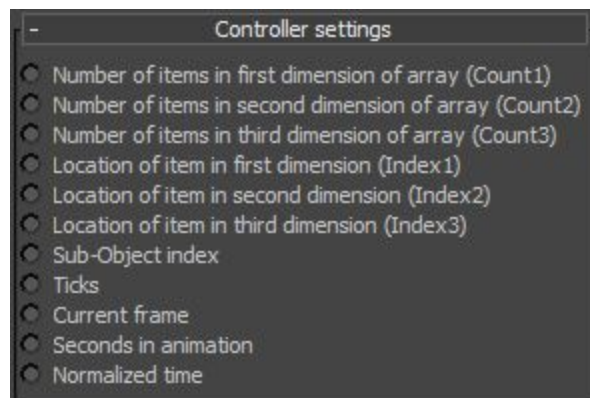 - Controller settings
Number of items in first dimension of array (Count1)
Number of items in second dimension of array (Count2)
Number of items in third dimension of array (Count3)
Location of item in first dimension (Index1)
Location of item in second dimension (Index2)
Location of item in third dimension (Index3)
Sub-Object index
Ticks
Current frame
Seconds in animation
Normalized time